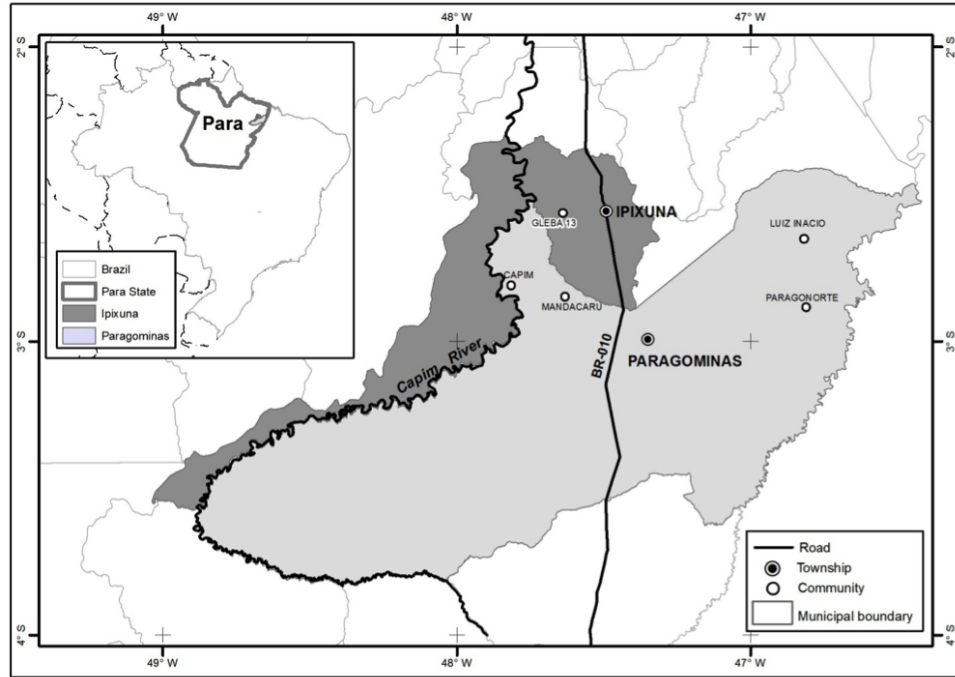 49° W
48° W
47° W
2° S
2° S
Para
Brazil
Para State
Ipixuna
Paragominas
IPIXUNA
GLEBA 13
LUIZ INACIO
CAPIM
MANDACARU
PARAGONORTE
3° S
3° S
Capim River
BR-010
PARAGOMINAS
Road
Township
Community
Municipal boundary
4° S
4° S
49° W
48° W
47° W